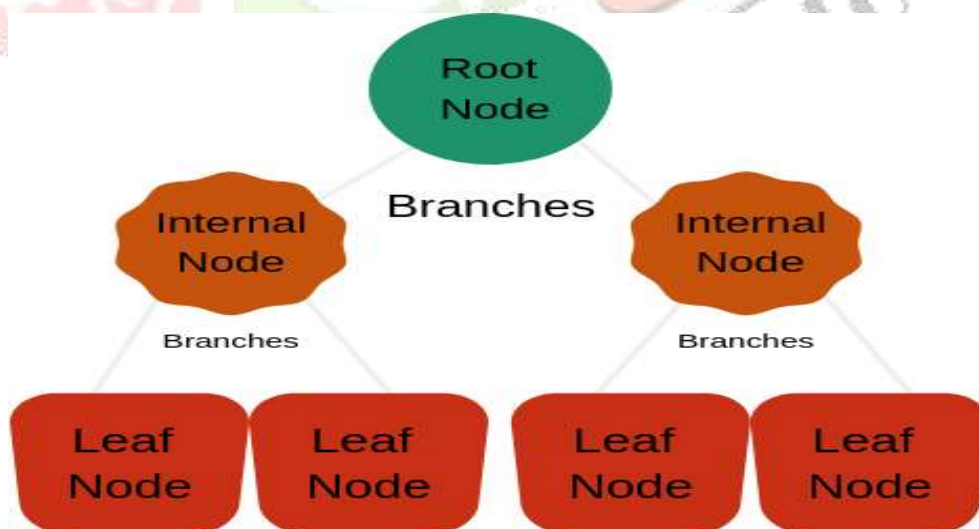 Root
Node
Branches
Internal
Node
Internal
Node
Branches
Branches
Leaf
Node
Leaf
Node
Leaf
Node
Leaf
Node